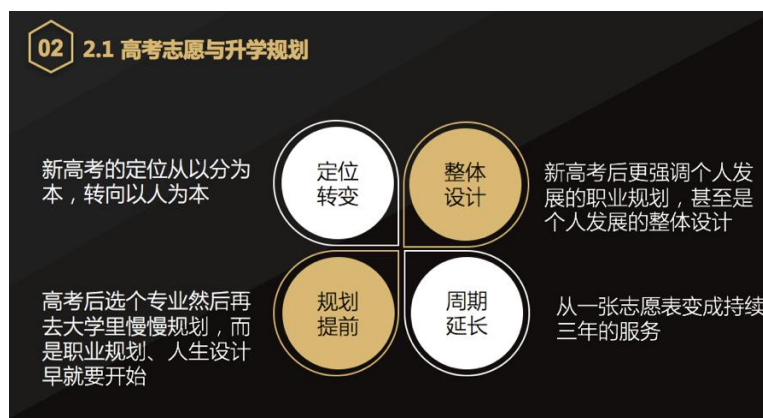 02 2.1 高考志愿与升学规划
新高考的定位从以分为
本，转向以人为本
定位
转变
整体
设计
新高考后更强调个人发
展的职业规划，甚至是
个人发展的整体设计
高考后选个专业然后再
去大学里慢慢规划，而
是职业规划、人生设计
早就要开始
规划
提前
周期
延长
从一张志愿表变成持续
三年的服务